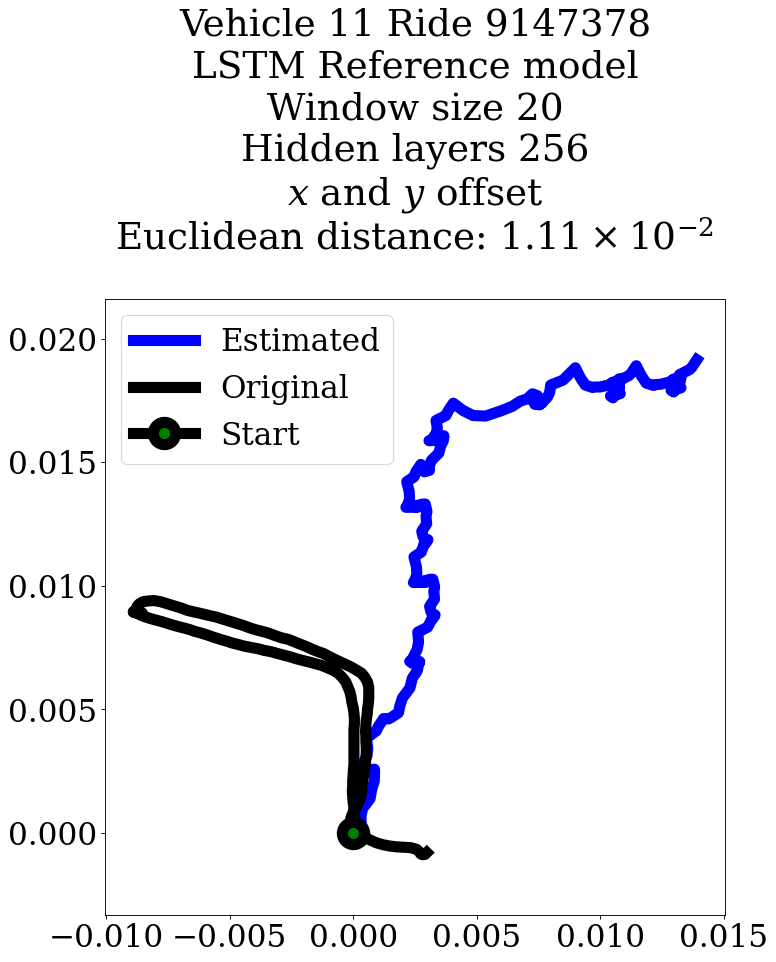 Vehicle 11 Ride 9147378
LSTM Reference model
Window size 20
Hidden layers 256
x and y offset
Euclidean distance: 1.11 × 10⁻²
Estimated
Original
Start
0.020
0.015
0.010
0.005
0.000
−0.010 −0.005 0.000 0.005 0.010 0.015